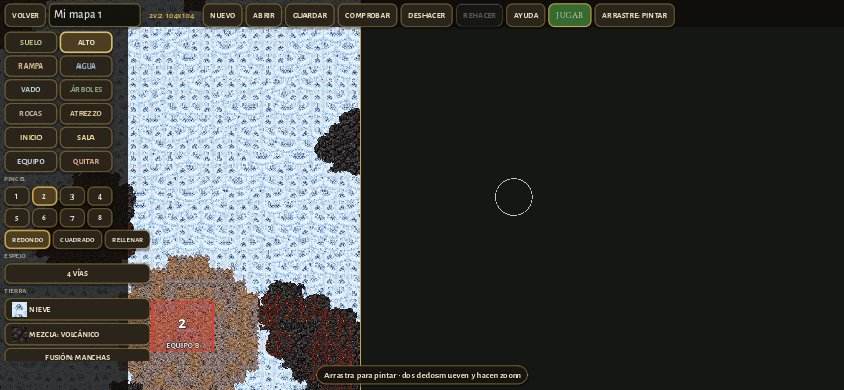 VOLVER Mi mapa 1 2v2: 104x104 NUEVO ABRIR GUARDAR COMPROBAR DESHACER REHACER AYUDA JUGAR ARRASTRE: PINTAR
SUELO ALTO
RAMPA AGUA
VADO ÁRBOLES
ROCAS ATREZZO
INICIO SALA
EQUIPO QUITAR
PINCEL
1 2 3 4
5 6 7 8
REDONDO CUADRADO RELLENAR
ESPEJO
4 VÍAS
TIERRA
NIEVE
MEZCLA: VOLCÁNICO
FUSIÓN: MANCHAS
2
EQUIPO B
Arrastra para pintar · dos dedos mueven y hacen zoom